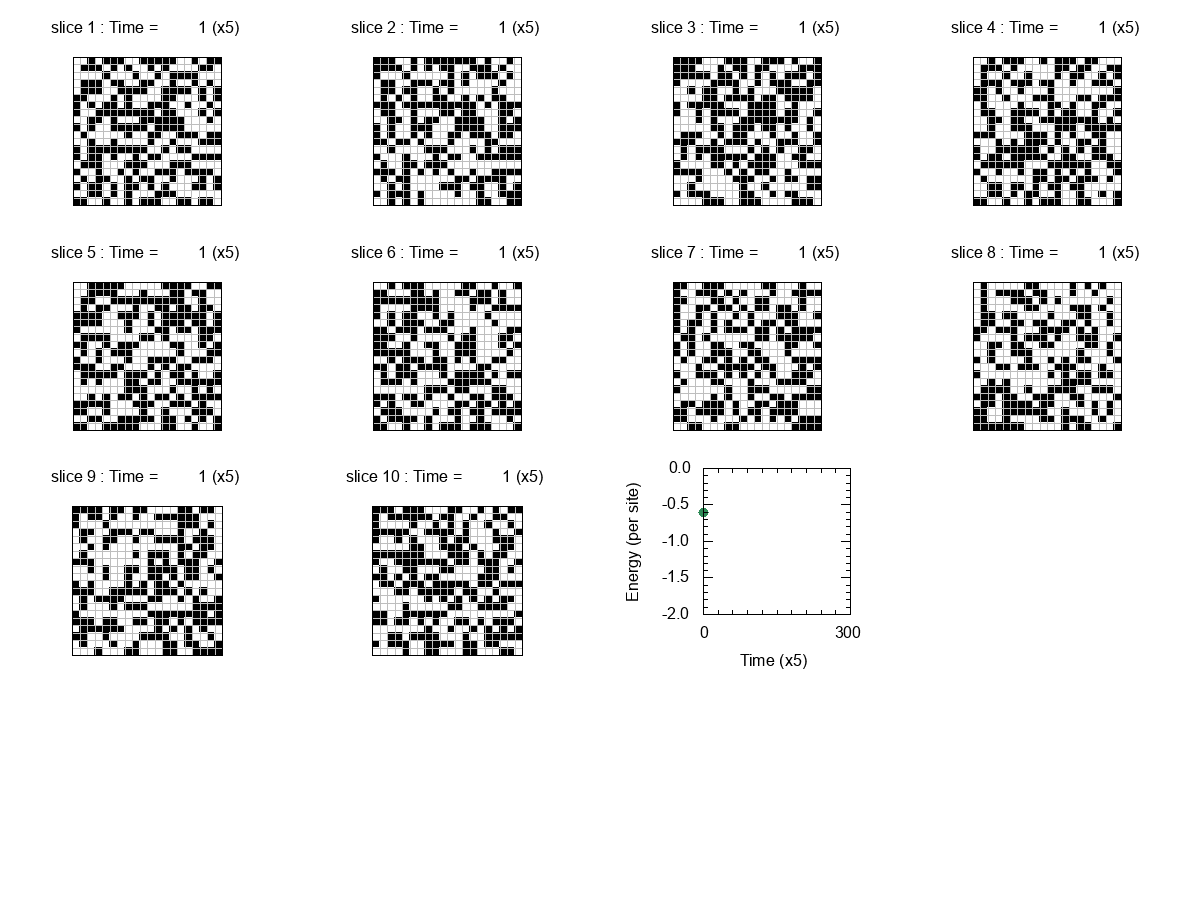 slice 1 : Time = 1 (x5)
slice 2 : Time = 1 (x5)
slice 3 : Time = 1 (x5)
slice 4 : Time = 1 (x5)
slice 5 : Time = 1 (x5)
slice 6 : Time = 1 (x5)
slice 7 : Time = 1 (x5)
slice 8 : Time = 1 (x5)
slice 9 : Time = 1 (x5)
slice 10 : Time = 1 (x5)
Energy (per site)
0.0
-0.5
-1.0
-1.5
-2.0
0 300
Time (x5)